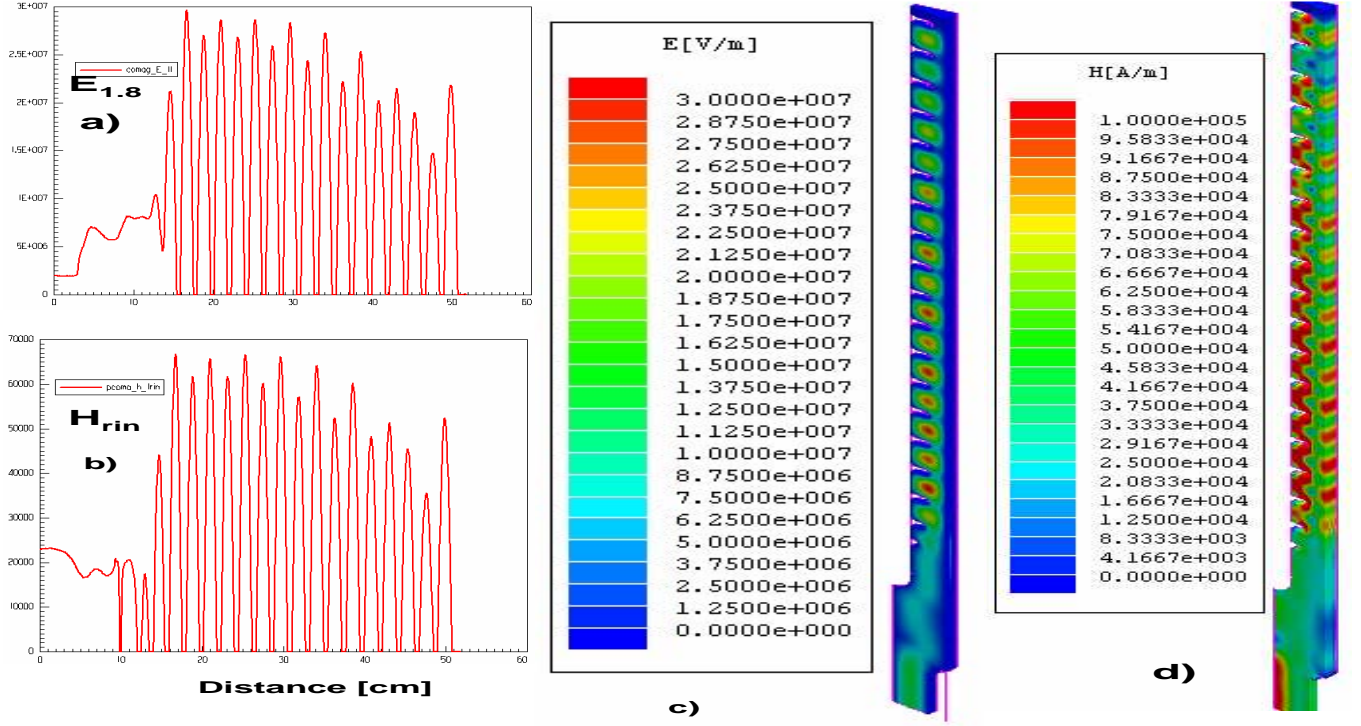 3E+007
2.5E+007
2E+007
1.5E+007
1E+007
5E+006
0
comag_E_ll
E1.8
a)
0
10
20
30
40
50
60
70000
60000
50000
40000
30000
20000
10000
0
Hrin
b)
0
10
20
30
40
50
60
Distance [cm]
E[V/m]
3.0000e+007
2.8750e+007
2.7500e+007
2.6250e+007
2.5000e+007
2.3750e+007
2.2500e+007
2.1250e+007
2.0000e+007
1.8750e+007
1.7500e+007
1.6250e+007
1.5000e+007
1.3750e+007
1.2500e+007
1.1250e+007
1.0000e+007
8.7500e+006
7.5000e+006
6.2500e+006
5.0000e+006
3.7500e+006
2.5000e+006
1.2500e+006
0.0000e+000
c)
H[A/m]
1.0000e+005
9.5833e+004
9.1667e+004
8.7500e+004
8.3333e+004
7.9167e+004
7.5000e+004
7.0833e+004
6.6667e+004
6.2500e+004
5.8333e+004
5.4167e+004
5.0000e+004
4.5833e+004
4.1667e+004
3.7500e+004
3.3333e+004
2.9167e+004
2.5000e+004
2.0833e+004
1.6667e+004
1.2500e+004
8.3333e+003
4.1667e+003
0.0000e+000
d)